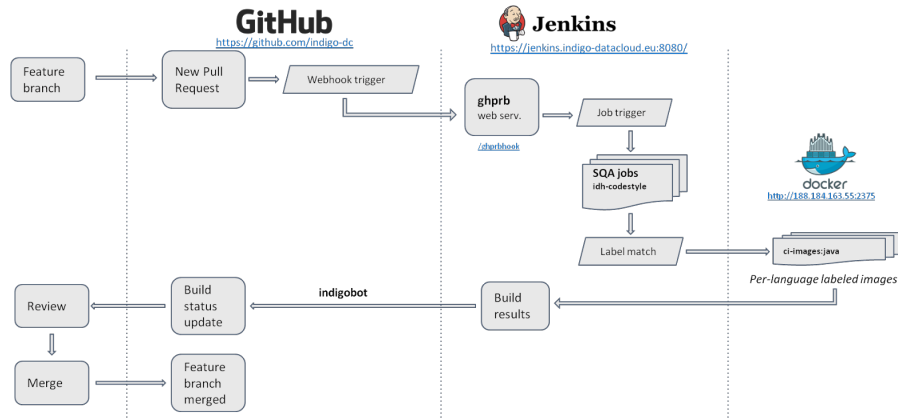 GitHub
https://github.com/indigo-dc
Jenkins
https://jenkins.indigo-datacloud.eu:8080/
Feature
branch
New Pull
Request
Webhook trigger
ghprb
web serv.
/ghprbhook
Job trigger
SQA jobs
idh-codestyle
docker
http://188.184.163.55:2375
Label match
ci-images:java
Per-language labeled images
Review
Build
status
update
indigobot
Build
results
Merge
Feature
branch
merged